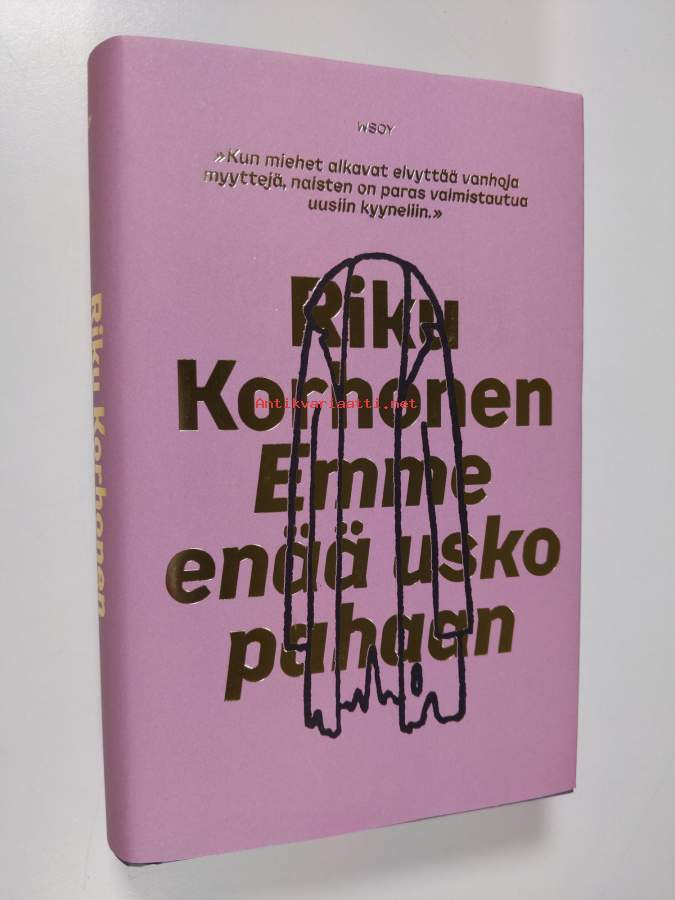 WSOY
»Kun miehet alkavat elvyttää vanhoja
myyttejä, naisten on paras valmistautua
uusiin kyyneliin.»
Riku
Korhonen
Emme
enää usko
pahaan
Riku Korhonen
Antikvariaatti.net